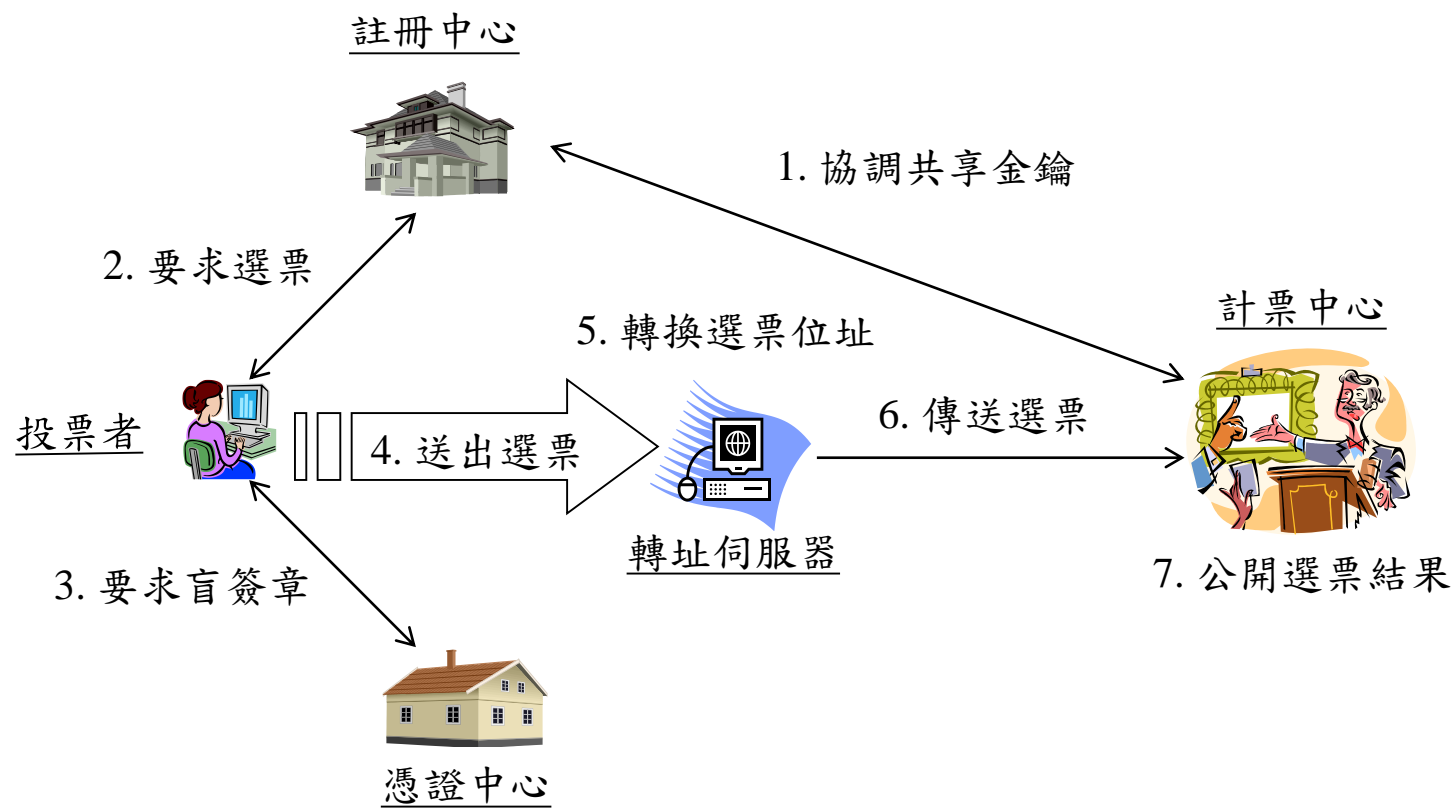 註冊中心
1. 協調共享金鑰
2. 要求選票
計票中心
5. 轉換選票位址
6. 傳送選票
投票者
4. 送出選票
轉址伺服器
7. 公開選票結果
3. 要求盲簽章
憑證中心